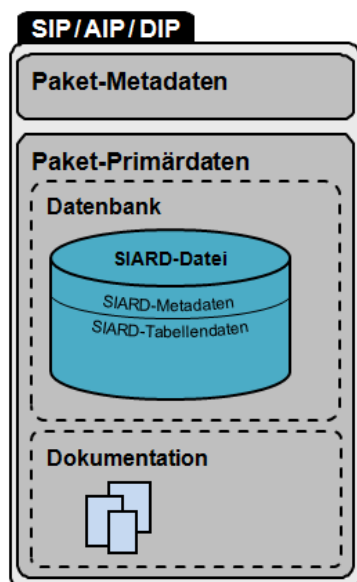 SIP/AIP/DIP
Paket-Metadaten
Paket-Primärdaten
Datenbank
SIARD-Datei
SIARD-Metadaten
SIARD-Tabellendaten
Dokumentation